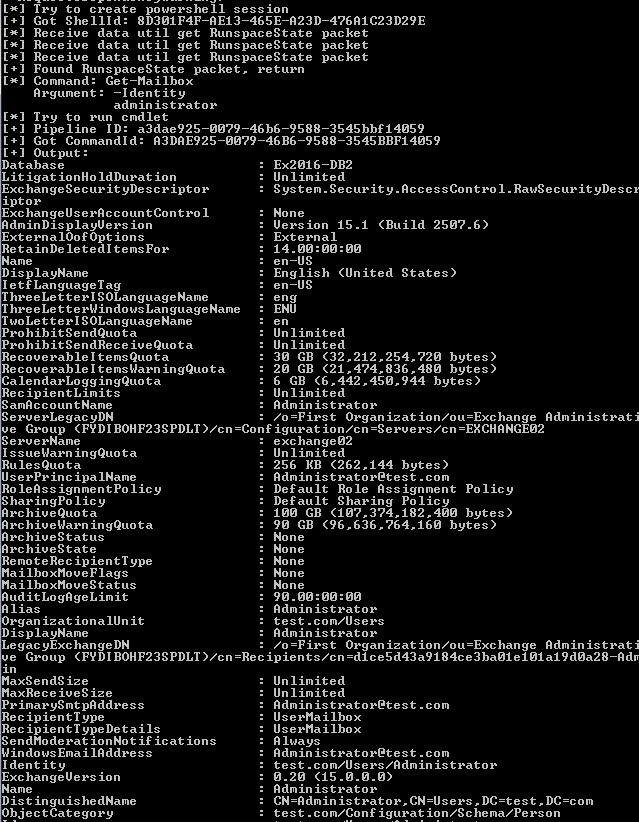 [*] Try to create powershell session
[+] Got ShellId: 8D301F4F-AE13-465E-A23D-476A1C23D29E
[*] Receive data util get RunspaceState packet
[*] Receive data util get RunspaceState packet
[*] Receive data util get RunspaceState packet
[+] Found RunspaceState packet, return
[*] Command: Get-Mailbox
Argument: -Identity
administrator
[*] Try to run cmdlet
[+] Pipeline ID: a3dae925-0079-46b6-9588-3545bbf14059
[+] Got CommandId: A3DAE925-0079-46B6-9588-3545BBF14059
[+] Output:
Database : Ex2016-DB2
LitigationHoldDuration : Unlimited
ExchangeSecurityDescriptor : System.Security.AccessControl.RawSecurityDescr
iptor
ExchangeUserAccountControl : None
AdminDisplayVersion : Version 15.1 (Build 2507.6)
ExternalOofOptions : External
RetainDeletedItemsFor : 14.00:00:00
Name : en-US
DisplayName : English (United States)
IetfLanguageTag : en-US
ThreeLetterISOLanguageName : eng
ThreeLetterWindowsLanguageName : ENU
TwoLetterISOLanguageName : en
ProhibitSendQuota : Unlimited
ProhibitSendReceiveQuota : Unlimited
RecoverableItemsQuota : 30 GB (32,212,254,720 bytes)
RecoverableItemsWarningQuota : 20 GB (21,474,836,480 bytes)
CalendarLoggingQuota : 6 GB (6,442,450,944 bytes)
RecipientLimits : Unlimited
SamAccountName : Administrator
ServerLegacyDN : /o=First Organization/ou=Exchange Administrati
ve Group (FYDIBOHF23SPDLT)/cn=Configuration/cn=Servers/cn=EXCHANGE02
ServerName : exchange02
IssueWarningQuota : Unlimited
RulesQuota : 256 KB (262,144 bytes)
UserPrincipalName : Administrator@test.com
RoleAssignmentPolicy : Default Role Assignment Policy
SharingPolicy : Default Sharing Policy
ArchiveQuota : 100 GB (107,374,182,400 bytes)
ArchiveWarningQuota : 90 GB (96,636,764,160 bytes)
ArchiveStatus : None
ArchiveState : None
RemoteRecipientType : None
MailboxMoveFlags : None
MailboxMoveStatus : None
AuditLogAgeLimit : 90.00:00:00
Alias : Administrator
OrganizationalUnit : test.com/Users
DisplayName : Administrator
LegacyExchangeDN : /o=First Organization/ou=Exchange Administrati
ve Group (FYDIBOHF23SPDLT)/cn=Recipients/cn=d1ce5d43a9184ce3ba01e101a19d0a28-Adm
in
MaxSendSize : Unlimited
MaxReceiveSize : Unlimited
PrimarySmtpAddress : Administrator@test.com
RecipientType : UserMailbox
RecipientTypeDetails : UserMailbox
SendModerationNotifications : Always
WindowsEmailAddress : Administrator@test.com
Identity : test.com/Users/Administrator
ExchangeVersion : 0.20 (15.0.0.0)
Name : Administrator
DistinguishedName : CN=Administrator,CN=Users,DC=test,DC=com
ObjectCategory : test.com/Configuration/Schema/Person